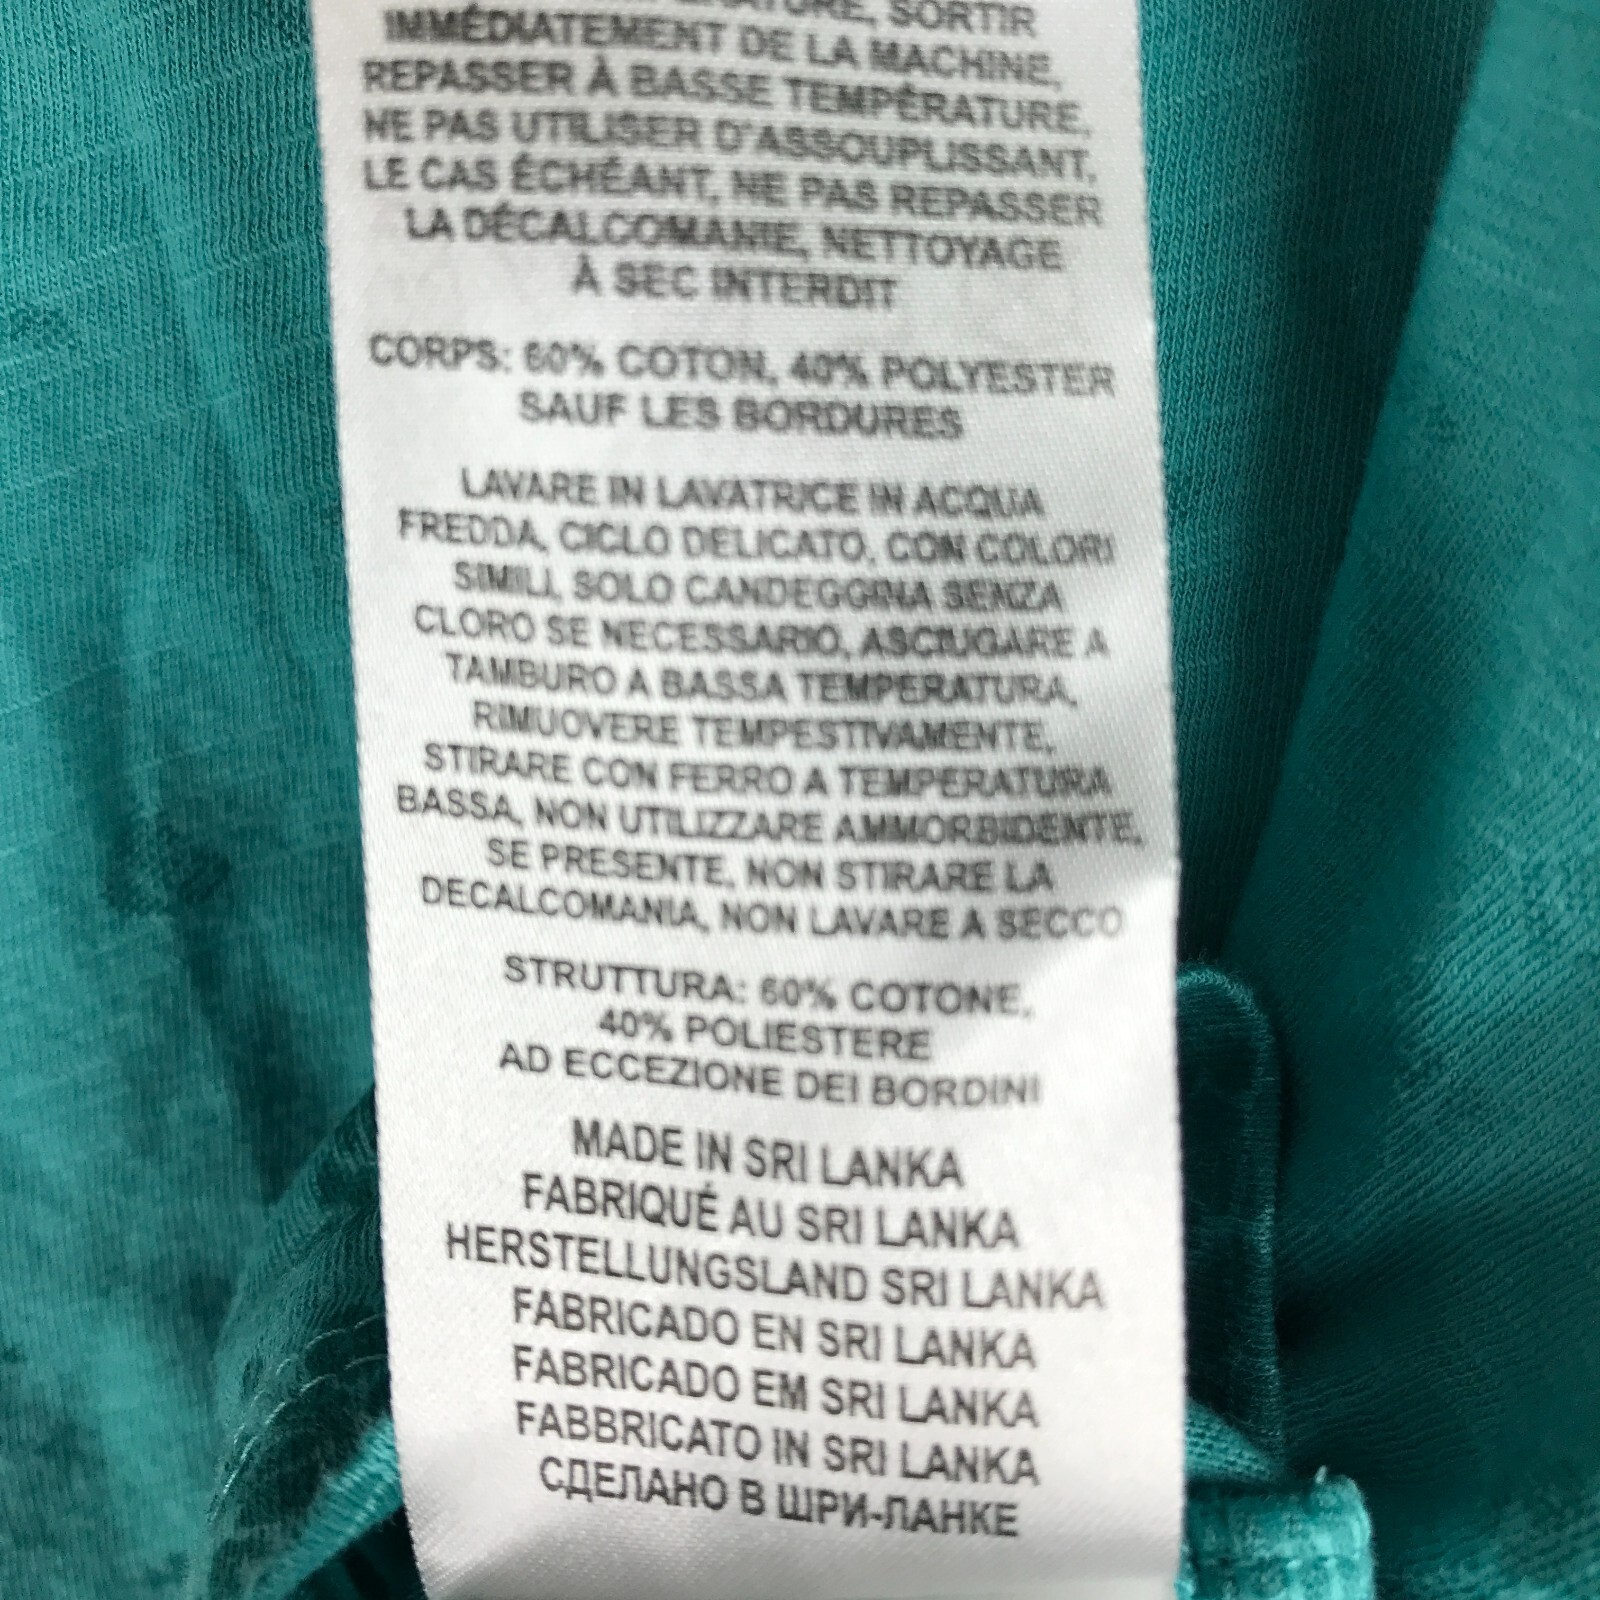 SORTIR
IMMÉDIATEMENT DE LA MACHINE,
REPASSER À BASSE TEMPÉRATURE,
NE PAS UTILISER D'ASSOUPLISSANT,
LE CAS ÉCHÉANT, NE PAS REPASSER
LA DÉCALCOMANIE, NETTOYAGE
À SEC INTERDIT
CORPS: 60% COTON, 40% POLYESTER
SAUF LES BORDURES
LAVARE IN LAVATRICE IN ACQUA
FREDDA, CICLO DELICATO, CON COLORI
SIMILI, SOLO CANDEGGINA SENZA
CLORO SE NECESSARIO, ASCIUGARE A
TAMBURO A BASSA TEMPERATURA,
RIMUOVERE TEMPESTIVAMENTE,
STIRARE CON FERRO A TEMPERATURA
BASSA, NON UTILIZZARE AMMORBIDENTE,
SE PRESENTE, NON STIRARE LA
DECALCOMANIA, NON LAVARE A SECCO
STRUTTURA: 60% COTONE,
40% POLIESTERE
AD ECCEZIONE DEI BORDINI
MADE IN SRI LANKA
FABRIQUÉ AU SRI LANKA
HERSTELLUNGSLAND SRI LANKA
FABRICADO EN SRI LANKA
FABRICADO EM SRI LANKA
FABBRICATO IN SRI LANKA
СДЕЛАНО В ШРИ-ЛАНКЕ